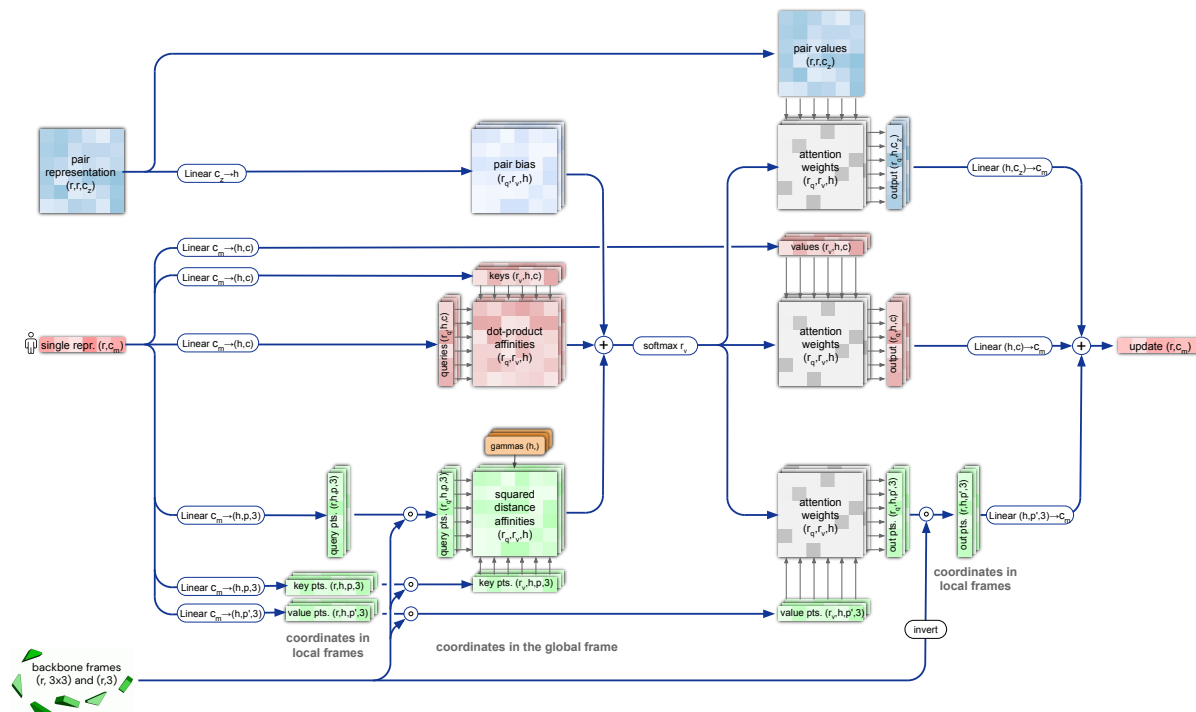 pair values
(r,r,c_z)
pair
representation
(r,r,c_z)
Linear c_z→h
pair bias
(r_q,r_v,h)
attention
weights
(r_q,r_v,h)
output (r_q,h,c_z)
Linear (h,c_z)→c_m
Linear c_m→(h,c)
values (r_v,h,c)
Linear c_m→(h,c)
keys (r_v,h,c)
single repr. (r,c_m)
Linear c_m→(h,c)
queries (r_q,h,c)
dot-product
affinities
(r_q,r_v,h)
+
softmax r_v
attention
weights
(r_q,r_v,h)
output (r_q,h,c)
Linear (h,c)→c_m
+
update (r,c_m)
gammas (h,)
Linear c_m→(h,p,3)
query pts. (r,h,p,3)
query pts. (r_q,h,p,3)
squared
distance
affinities
(r_q,r_v,h)
attention
weights
(r_q,r_v,h)
out pts. (r_q,h,p',3)
out pts. (r,h,p',3)
Linear (h,p',3)→c_m
Linear c_m→(h,p,3)
key pts. (r,h,p,3)
key pts. (r_v,h,p,3)
coordinates in
local frames
Linear c_m→(h,p',3)
value pts. (r,h,p',3)
value pts. (r_v,h,p',3)
coordinates in
local frames
coordinates in the global frame
invert
backbone frames
(r, 3x3) and (r,3)